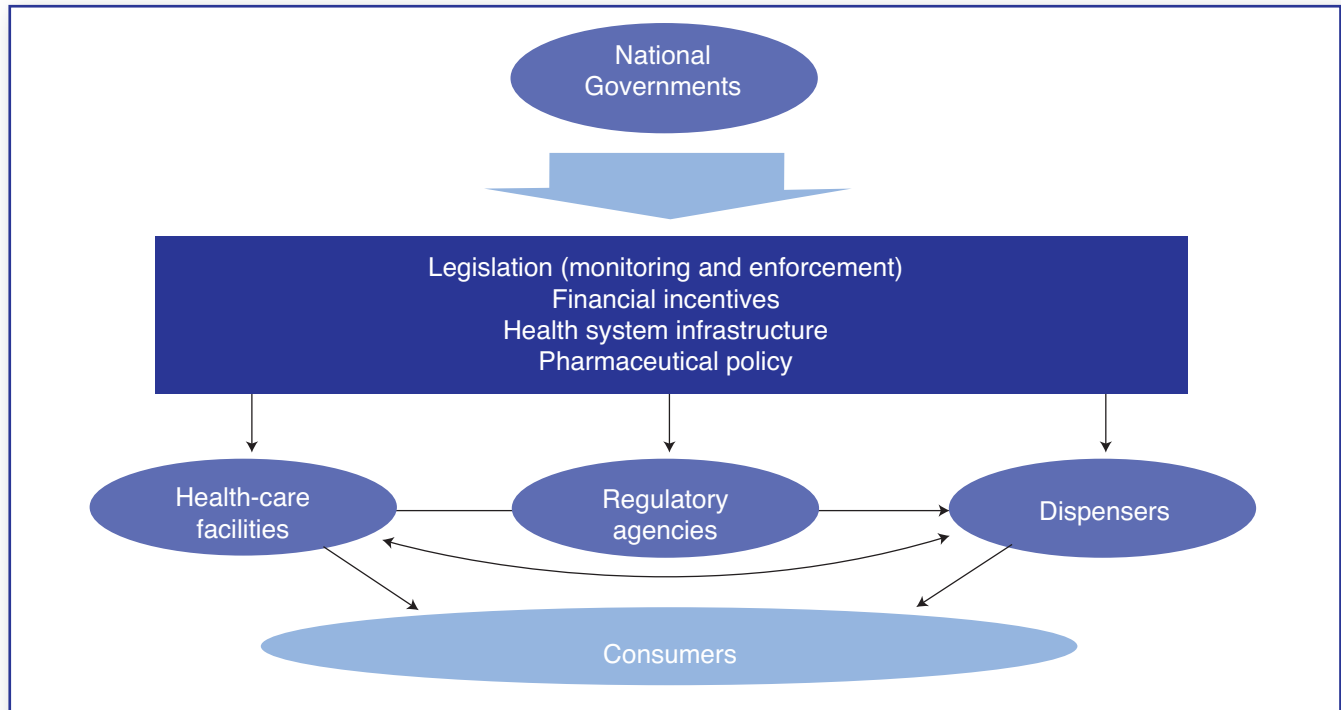 National
Governments
Legislation (monitoring and enforcement)
Financial incentives
Health system infrastructure
Pharmaceutical policy
Health-care
facilities
Regulatory
agencies
Dispensers
Consumers